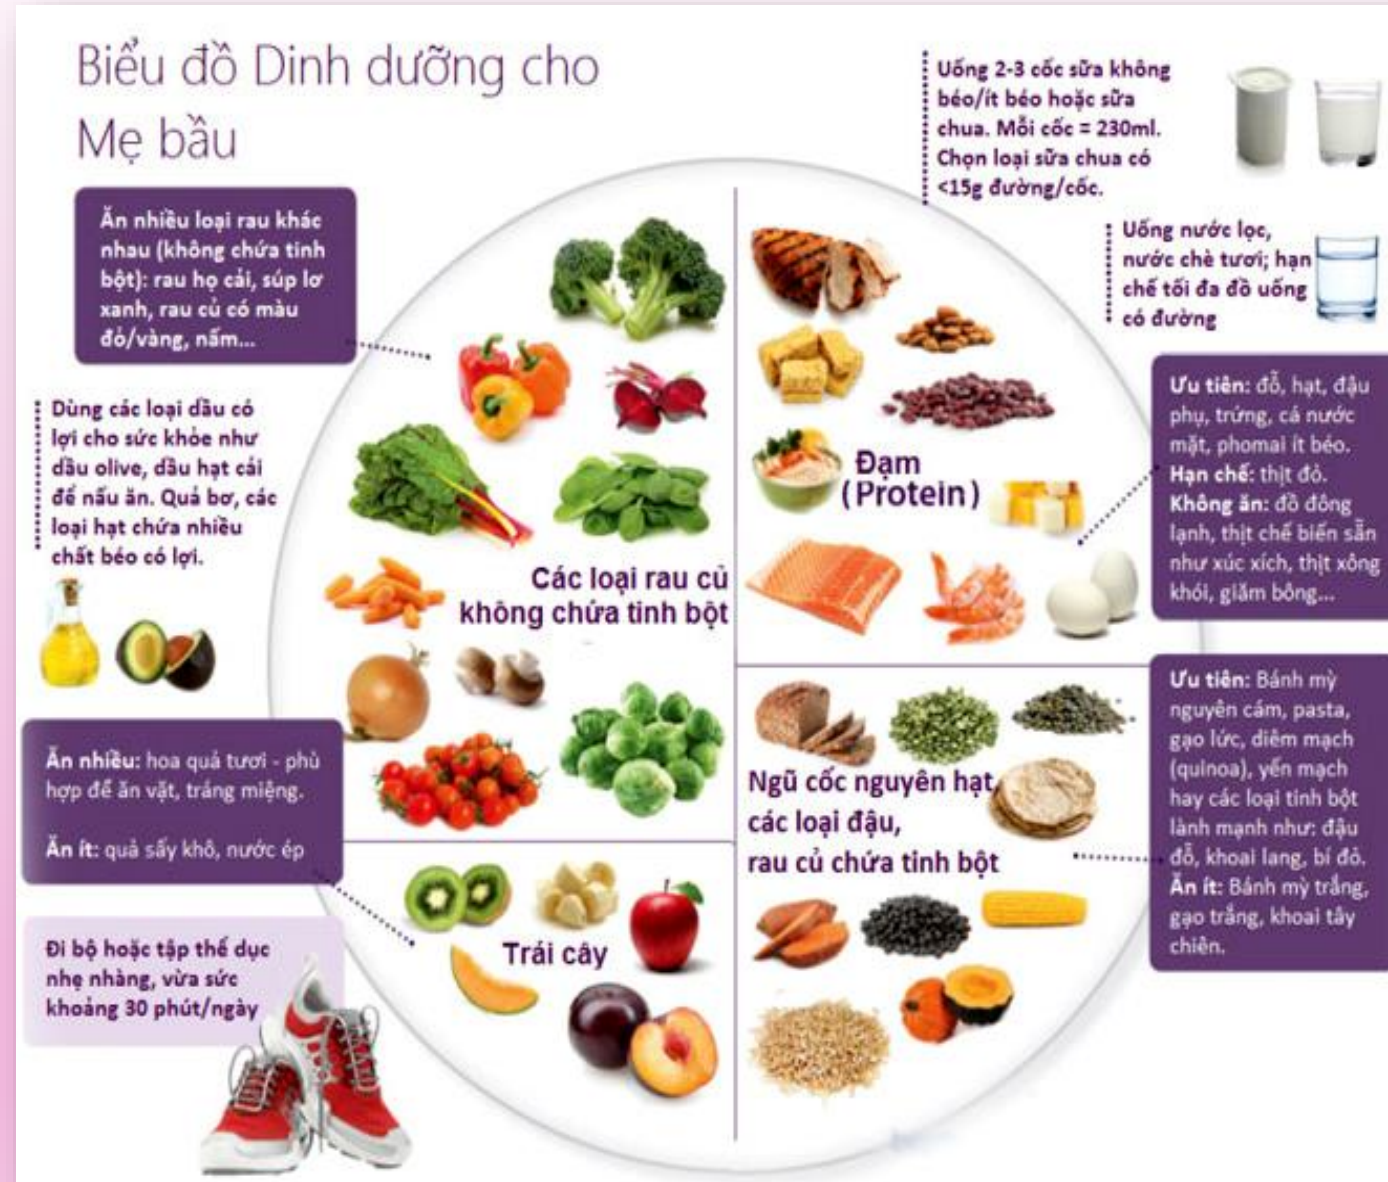 Biểu đồ Dinh dưỡng cho
Mẹ bầu
Uống 2-3 cốc sữa không
béo/ít béo hoặc sữa
chua. Mỗi cốc = 230ml.
Chọn loại sữa chua có
<15g đường/cốc.
Uống nước lọc,
nước chè tươi; hạn
chế tối đa đồ uống
có đường
Ăn nhiều loại rau khác
nhau (không chứa tinh
bột): rau họ cải, súp lơ
xanh, rau củ có màu
đỏ/vàng, nấm...
Dùng các loại dầu có
lợi cho sức khỏe như
dầu olive, dầu hạt cải
để nấu ăn. Quả bơ, các
loại hạt chứa nhiều
chất béo có lợi.
Các loại rau củ
không chứa tinh bột
Đạm
(Protein)
Ưu tiên: đỗ, hạt, đậu
phụ, trứng, cá nước
mặt, phomai ít béo.
Hạn chế: thịt đỏ.
Không ăn: đồ đông
lạnh, thịt chế biến sẵn
như xúc xích, thịt xông
khói, giăm bông...
Ngũ cốc nguyên hạt,
các loại đậu,
rau củ chứa tinh bột
Ưu tiên: Bánh mỳ
nguyên cám, pasta,
gạo lức, diêm mạch
(quinoa), yến mạch
hay các loại tinh bột
lành mạnh như: đậu
đỗ, khoai lang, bí đỏ.
Ăn ít: Bánh mỳ trắng,
gạo trắng, khoai tây
chiên.
Ăn nhiều: hoa quả tươi - phù
hợp để ăn vặt, tráng miệng.
Ăn ít: quả sấy khô, nước ép
Trái cây
Đi bộ hoặc tập thể dục
nhẹ nhàng, vừa sức
khoảng 30 phút/ngày